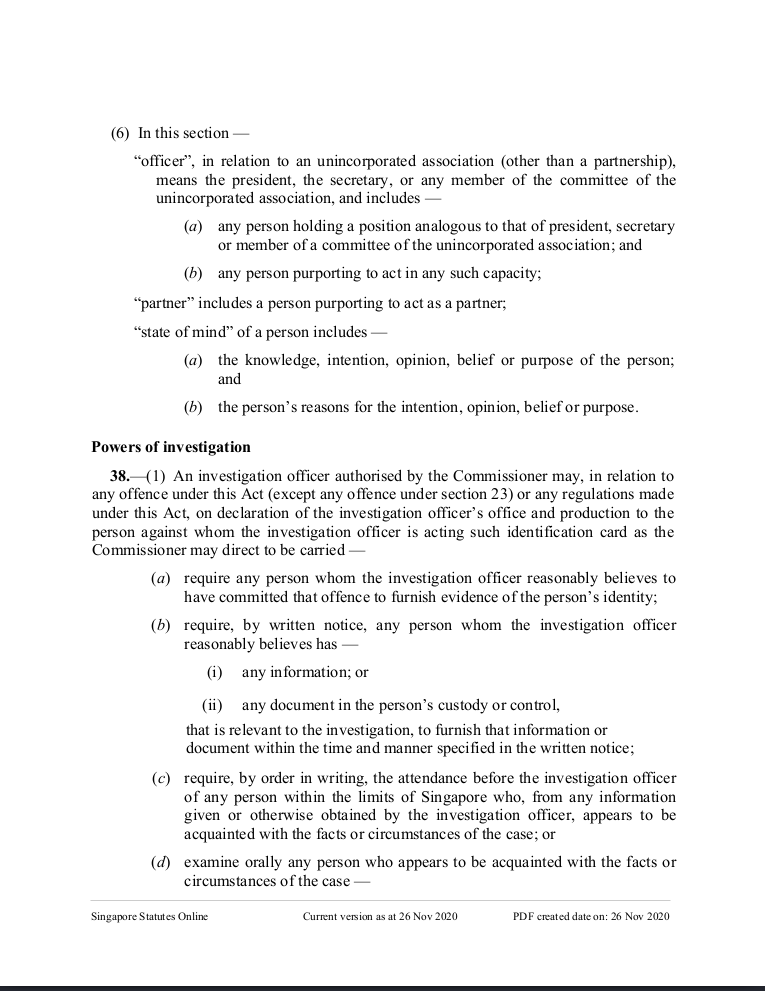 (6) In this section —
“officer”, in relation to an unincorporated association (other than a partnership),
means the president, the secretary, or any member of the committee of the
unincorporated association, and includes —
(a) any person holding a position analogous to that of president, secretary
or member of a committee of the unincorporated association; and
(b) any person purporting to act in any such capacity;
“partner” includes a person purporting to act as a partner;
“state of mind” of a person includes —
(a) the knowledge, intention, opinion, belief or purpose of the person;
and
(b) the person’s reasons for the intention, opinion, belief or purpose.
Powers of investigation
38.—(1) An investigation officer authorised by the Commissioner may, in relation to
any offence under this Act (except any offence under section 23) or any regulations made
under this Act, on declaration of the investigation officer’s office and production to the
person against whom the investigation officer is acting such identification card as the
Commissioner may direct to be carried —
(a) require any person whom the investigation officer reasonably believes to
have committed that offence to furnish evidence of the person’s identity;
(b) require, by written notice, any person whom the investigation officer
reasonably believes has —
(i) any information; or
(ii) any document in the person’s custody or control,
that is relevant to the investigation, to furnish that information or
document within the time and manner specified in the written notice;
(c) require, by order in writing, the attendance before the investigation officer
of any person within the limits of Singapore who, from any information
given or otherwise obtained by the investigation officer, appears to be
acquainted with the facts or circumstances of the case; or
(d) examine orally any person who appears to be acquainted with the facts or
circumstances of the case —
Singapore Statutes Online Current version as at 26 Nov 2020 PDF created date on: 26 Nov 2020